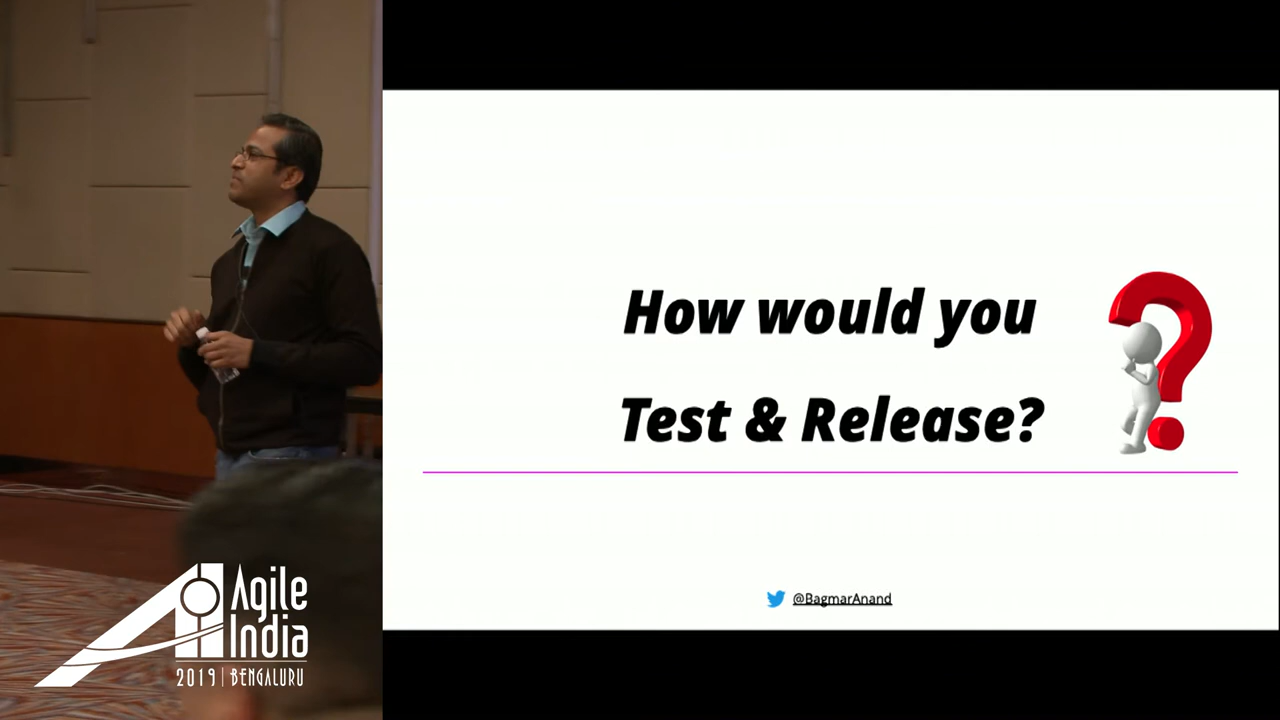 How would you
Test & Release?
@BagmarAnand
Agile
India
2019 | BENGALURU